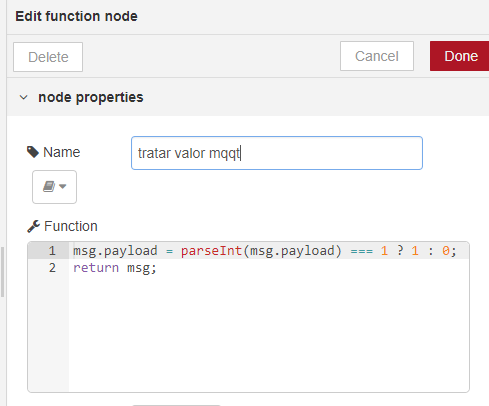 Edit function node
Delete
Cancel
Done
node properties
Name
tratar valor mqqt
Function
1 msg.payload = parseInt(msg.payload) === 1 ? 1 : 0;
2 return msg;